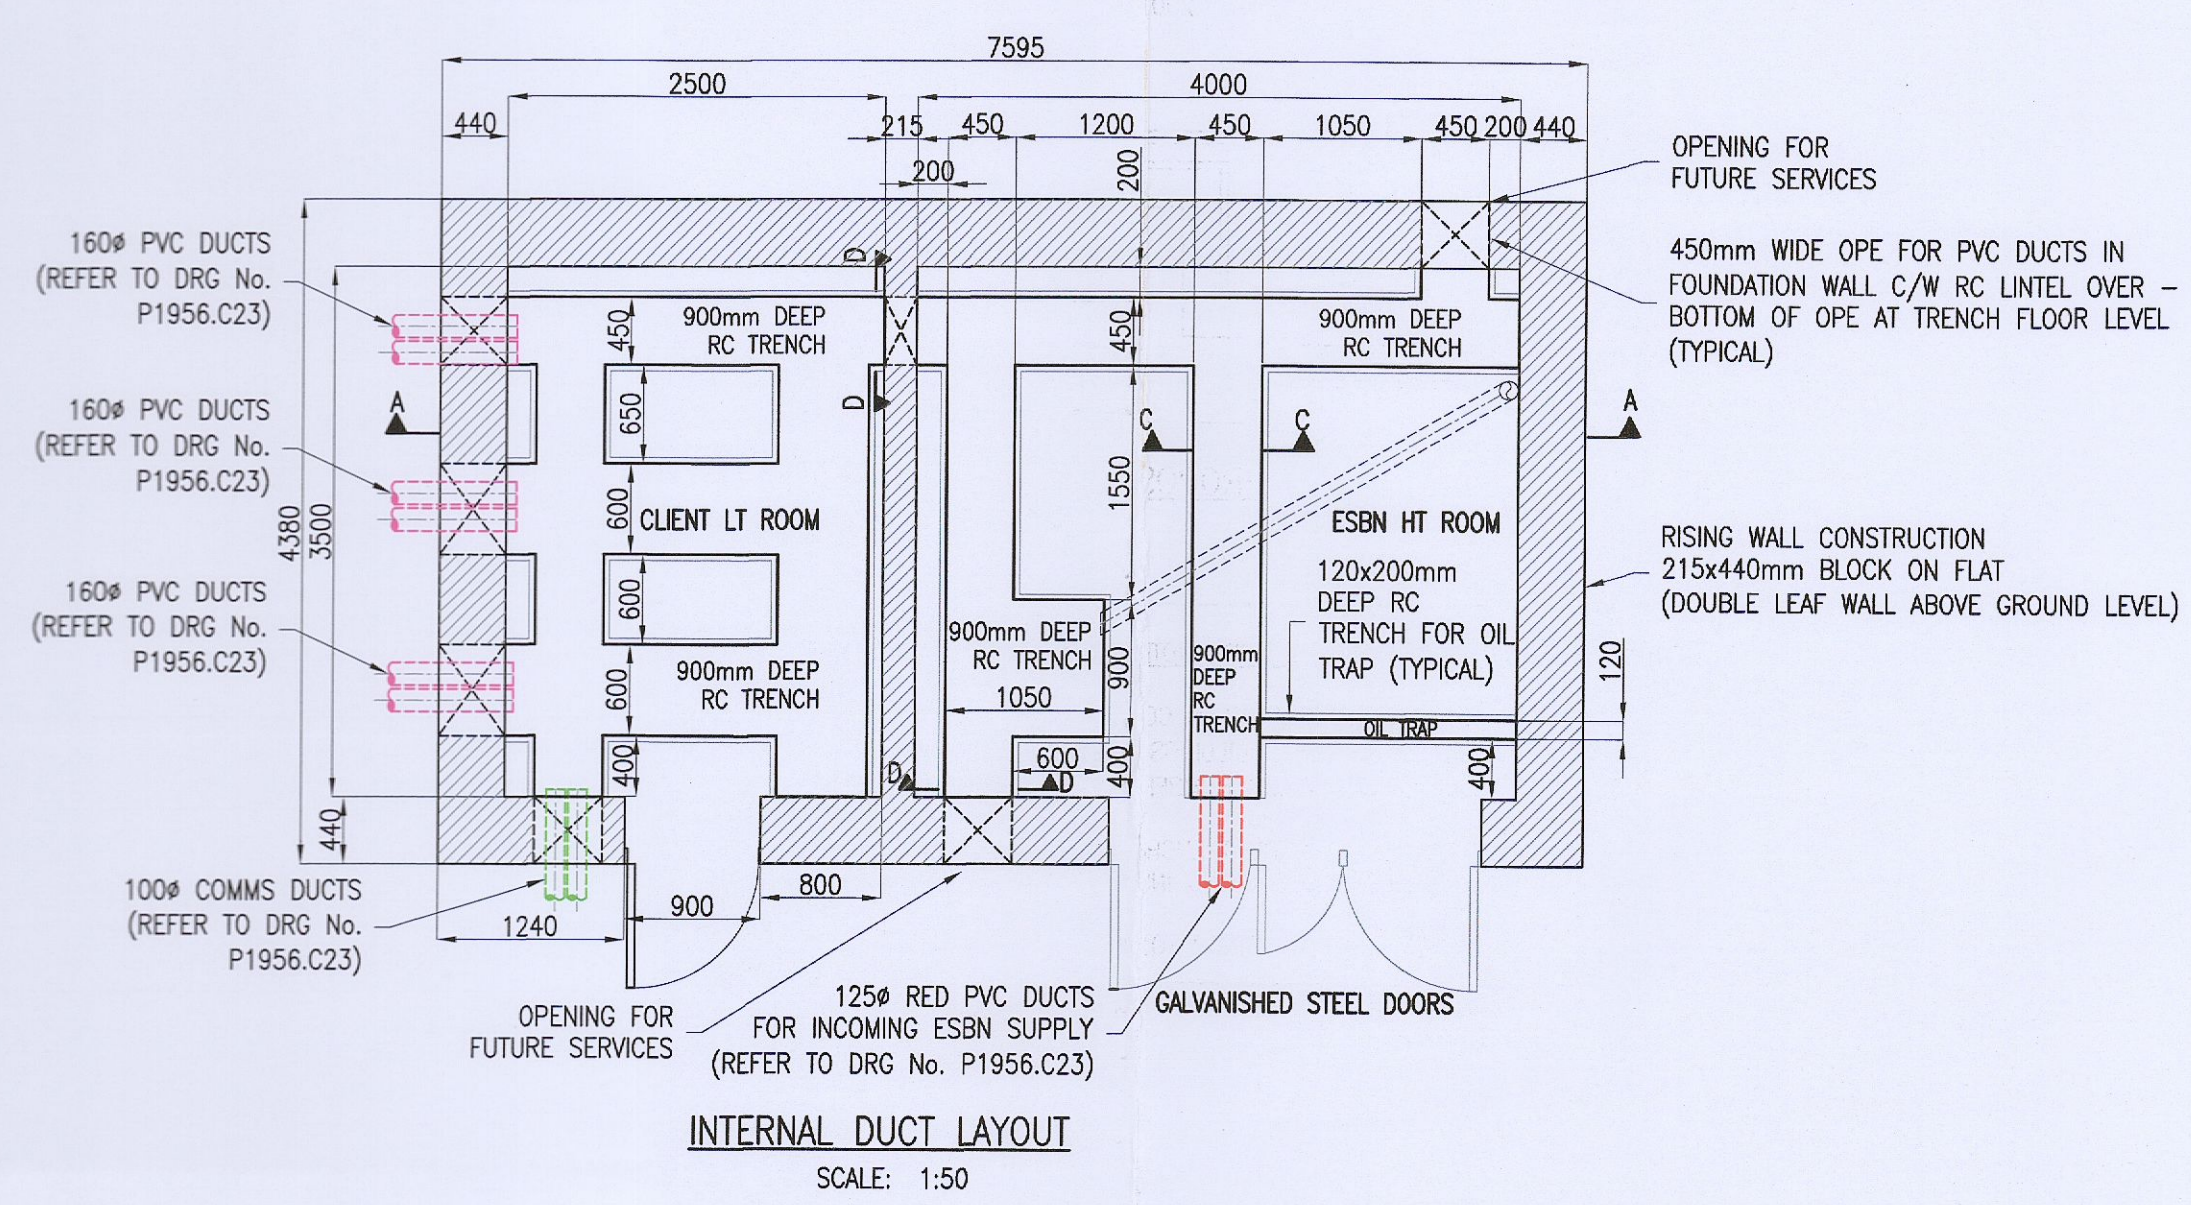 7595
2500
4000
440
215
450
1200
450
1050
450
200
440
200
200
OPENING FOR
FUTURE SERVICES
160ø PVC DUCTS
(REFER TO DRG No.
P1956.C23)
450mm WIDE OPE FOR PVC DUCTS IN
FOUNDATION WALL C/W RC LINTEL OVER –
BOTTOM OF OPE AT TRENCH FLOOR LEVEL
(TYPICAL)
D
450
900mm DEEP
RC TRENCH
450
900mm DEEP
RC TRENCH
160ø PVC DUCTS
(REFER TO DRG No.
P1956.C23)
A
650
D
C
C
A
4380
3500
600
CLIENT LT ROOM
1550
ESBN HT ROOM
RISING WALL CONSTRUCTION
215x440mm BLOCK ON FLAT
(DOUBLE LEAF WALL ABOVE GROUND LEVEL)
160ø PVC DUCTS
(REFER TO DRG No.
P1956.C23)
600
120x200mm
DEEP RC
TRENCH FOR OIL
TRAP (TYPICAL)
900mm DEEP
RC TRENCH
900mm DEEP
RC TRENCH
600
900
1050
900mm
DEEP
RC
TRENCH
120
OIL TRAP
400
D
600
D
400
400
440
100ø COMMS DUCTS
(REFER TO DRG No.
P1956.C23)
1240
900
800
OPENING FOR
FUTURE SERVICES
125ø RED PVC DUCTS
FOR INCOMING ESBN SUPPLY
(REFER TO DRG No. P1956.C23)
GALVANISHED STEEL DOORS
INTERNAL DUCT LAYOUT
SCALE: 1:50